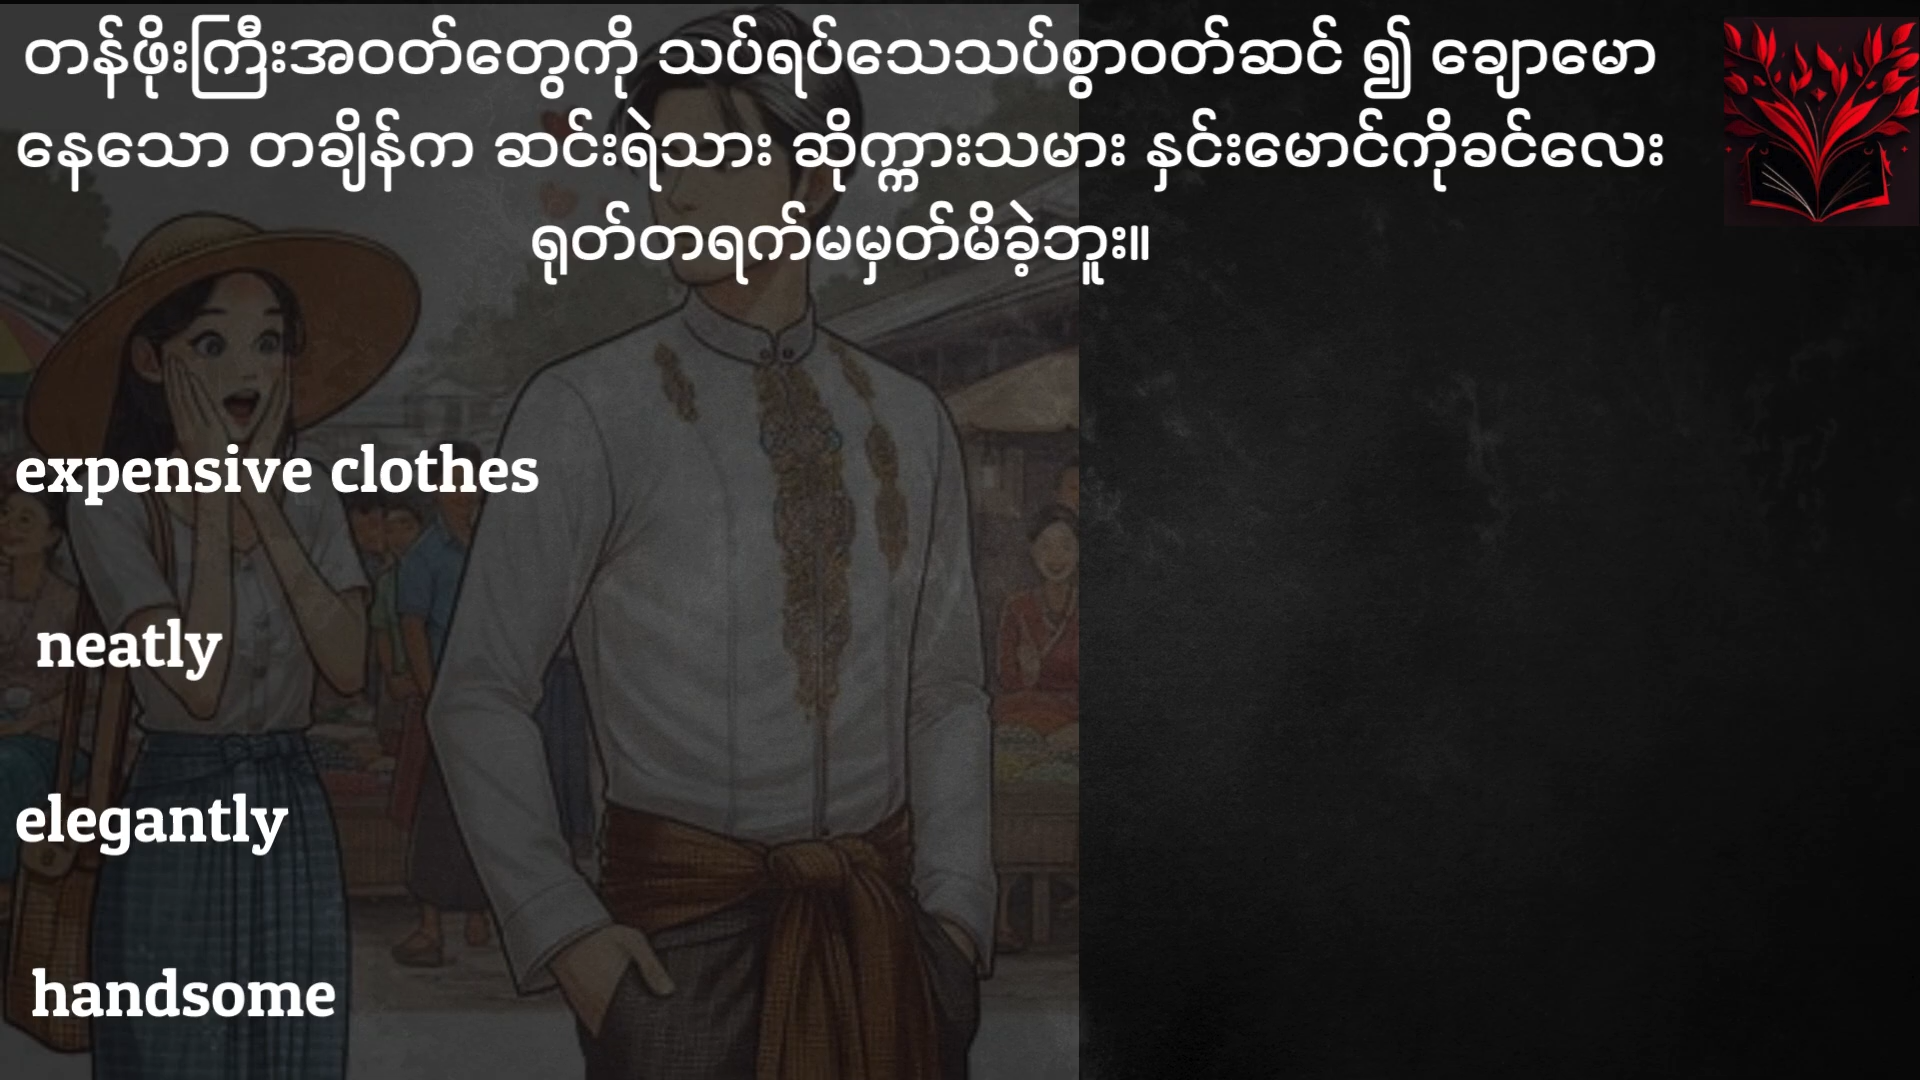 တန်ဖိုးကြီးအဝတ်တွေကို သပ်ရပ်သေသပ်စွာဝတ်ဆင် ၍ ချောမော
နေသော တချိန်က ဆင်းရဲသား ဆိုက္ကားသမား နှင်းမောင်ကိုခင်လေး
ရုတ်တရက်မမှတ်မိခဲ့ဘူး။
expensive clothes
neatly
elegantly
handsome